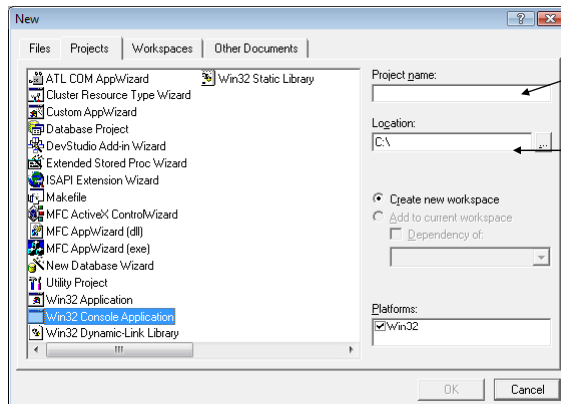 New
Files
Projects
Workspaces
Other Documents
ATL COM AppWizard
Cluster Resource Type Wizard
Custom AppWizard
Database Project
DevStudio Add-in Wizard
Extended Stored Proc Wizard
ISAPI Extension Wizard
Makefile
MFC ActiveX ControlWizard
MFC AppWizard (dll)
MFC AppWizard (exe)
New Database Wizard
Utility Project
Win32 Application
Win32 Console Application
Win32 Dynamic-Link Library
Win32 Static Library
Project name:
Location:
C:\
...
Create new workspace
Add to current workspace
Dependency of:
Platforms:
Win32
OK
Cancel